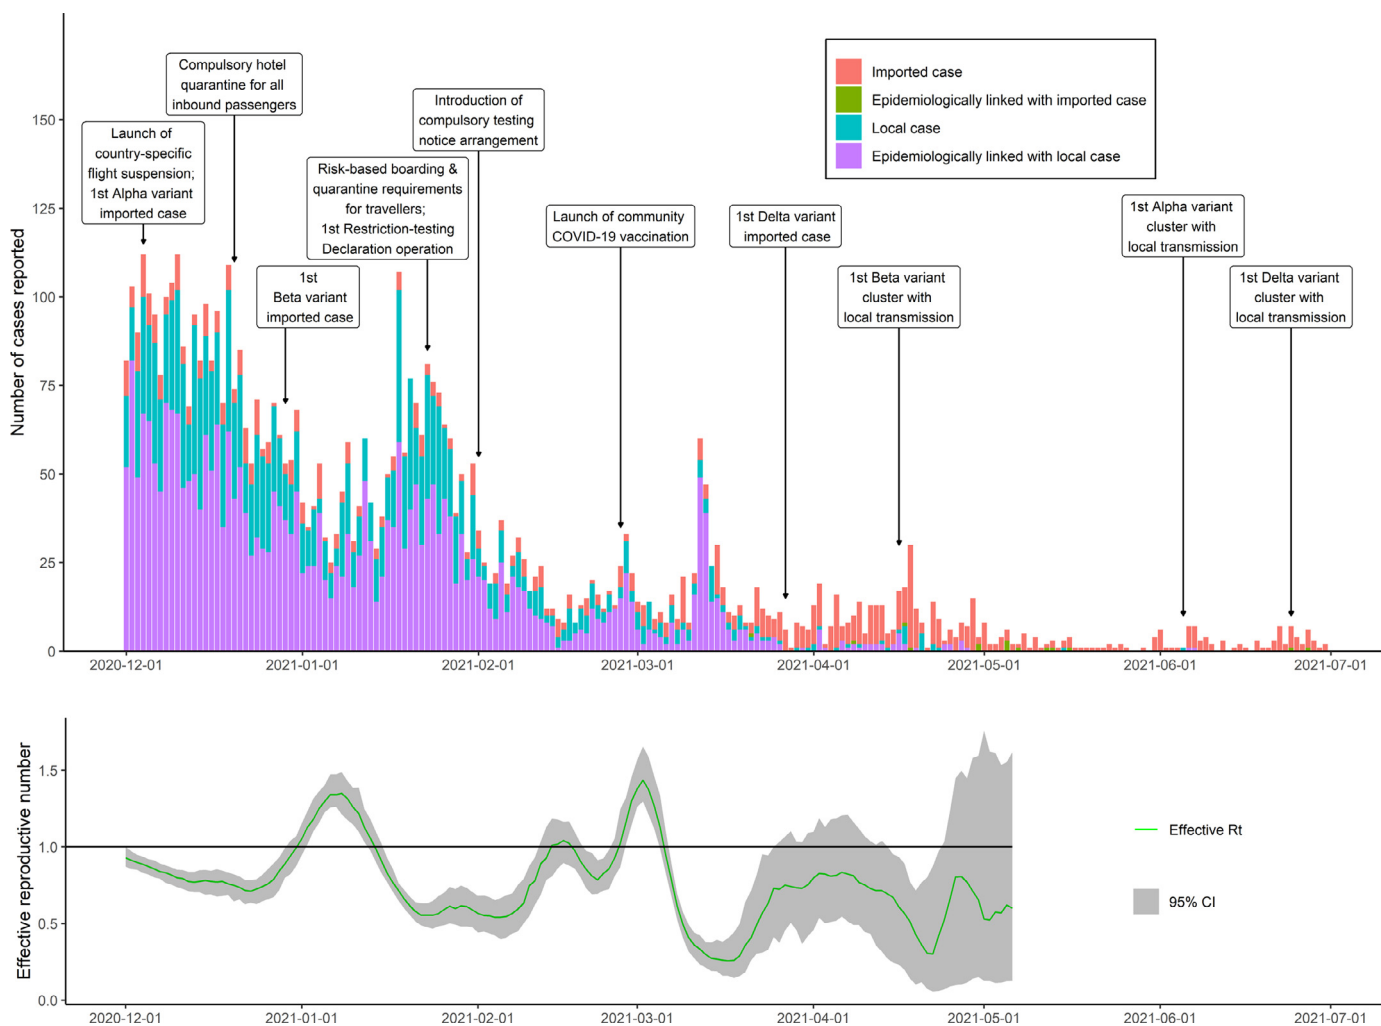 Compulsory hotel
quarantine for all
inbound passengers
Launch of
country-specific
flight suspension;
1st Alpha variant
imported case
1st
Beta variant
imported case
Risk-based boarding &
quarantine requirements
for travellers;
1st Restriction-testing
Declaration operation
Introduction of
compulsory testing
notice arrangement
Launch of community
COVID-19 vaccination
1st Delta variant
imported case
1st Beta variant
cluster with
local transmission
1st Alpha variant
cluster with
local transmission
1st Delta variant
cluster with
local transmission
Imported case
Epidemiologically linked with imported case
Local case
Epidemiologically linked with local case
Number of cases reported
150
125
100
75
50
25
0
2020-12-01
2021-01-01
2021-02-01
2021-03-01
2021-04-01
2021-05-01
2021-06-01
2021-07-01
Effective reproductive number
1.5
1.0
0.5
0.0
Effective Rt
95% CI
2020-12-01
2021-01-01
2021-02-01
2021-03-01
2021-04-01
2021-05-01
2021-06-01
2021-07-01